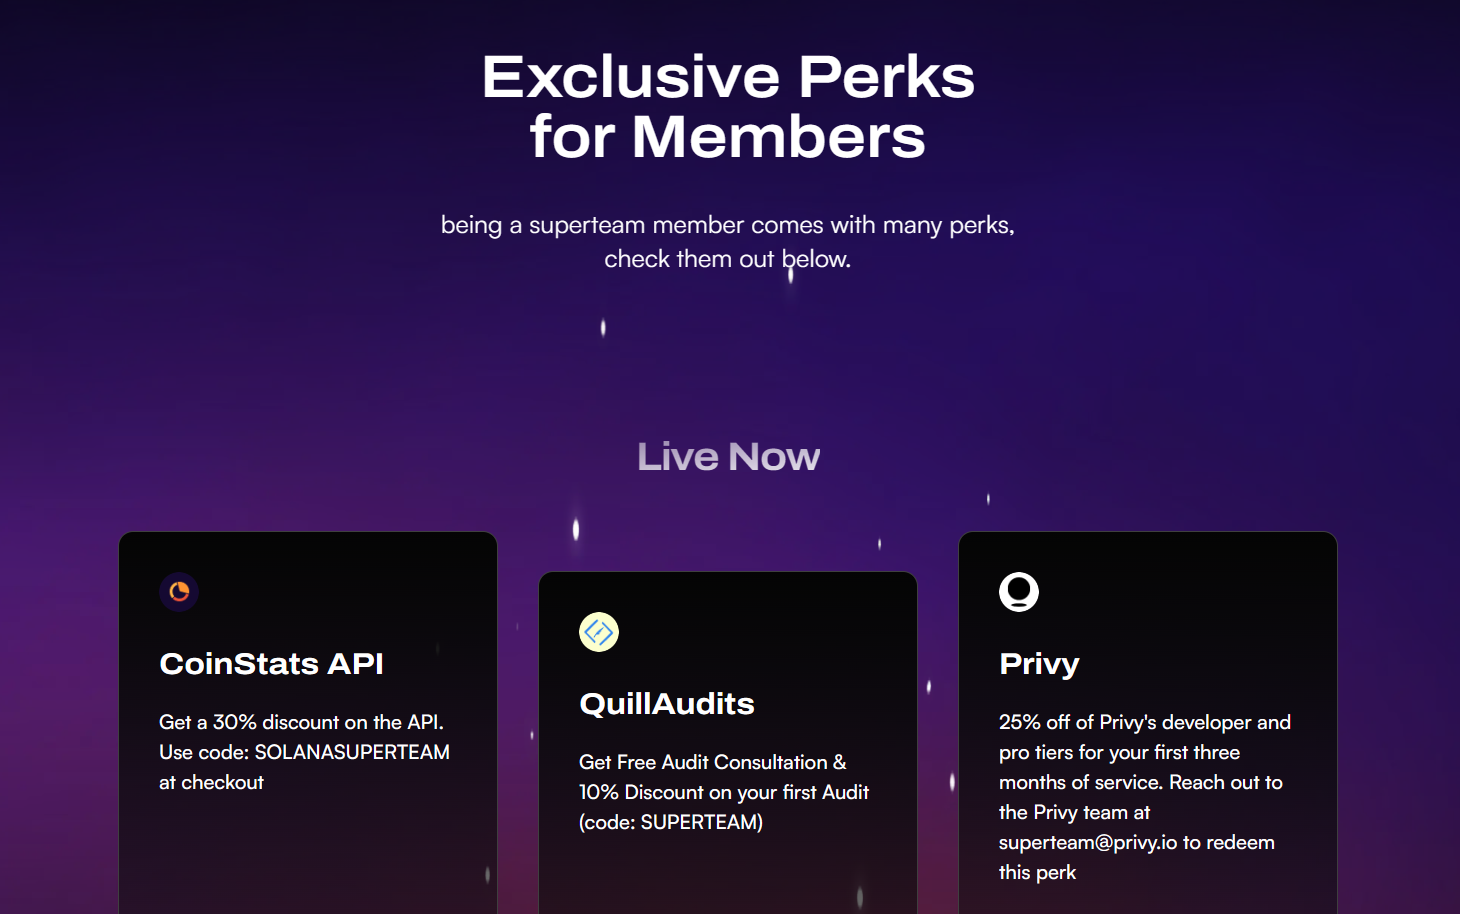 Exclusive Perks
for Members
being a superteam member comes with many perks,
check them out below.
Live Now
CoinStats API
Get a 30% discount on the API.
Use code: SOLANASUPERTEAM
at checkout
QuillAudits
Get Free Audit Consultation &
10% Discount on your first Audit
(code: SUPERTEAM)
Privy
25% off of Privy's developer and
pro tiers for your first three
months of service. Reach out to
the Privy team at
superteam@privy.io to redeem
this perk